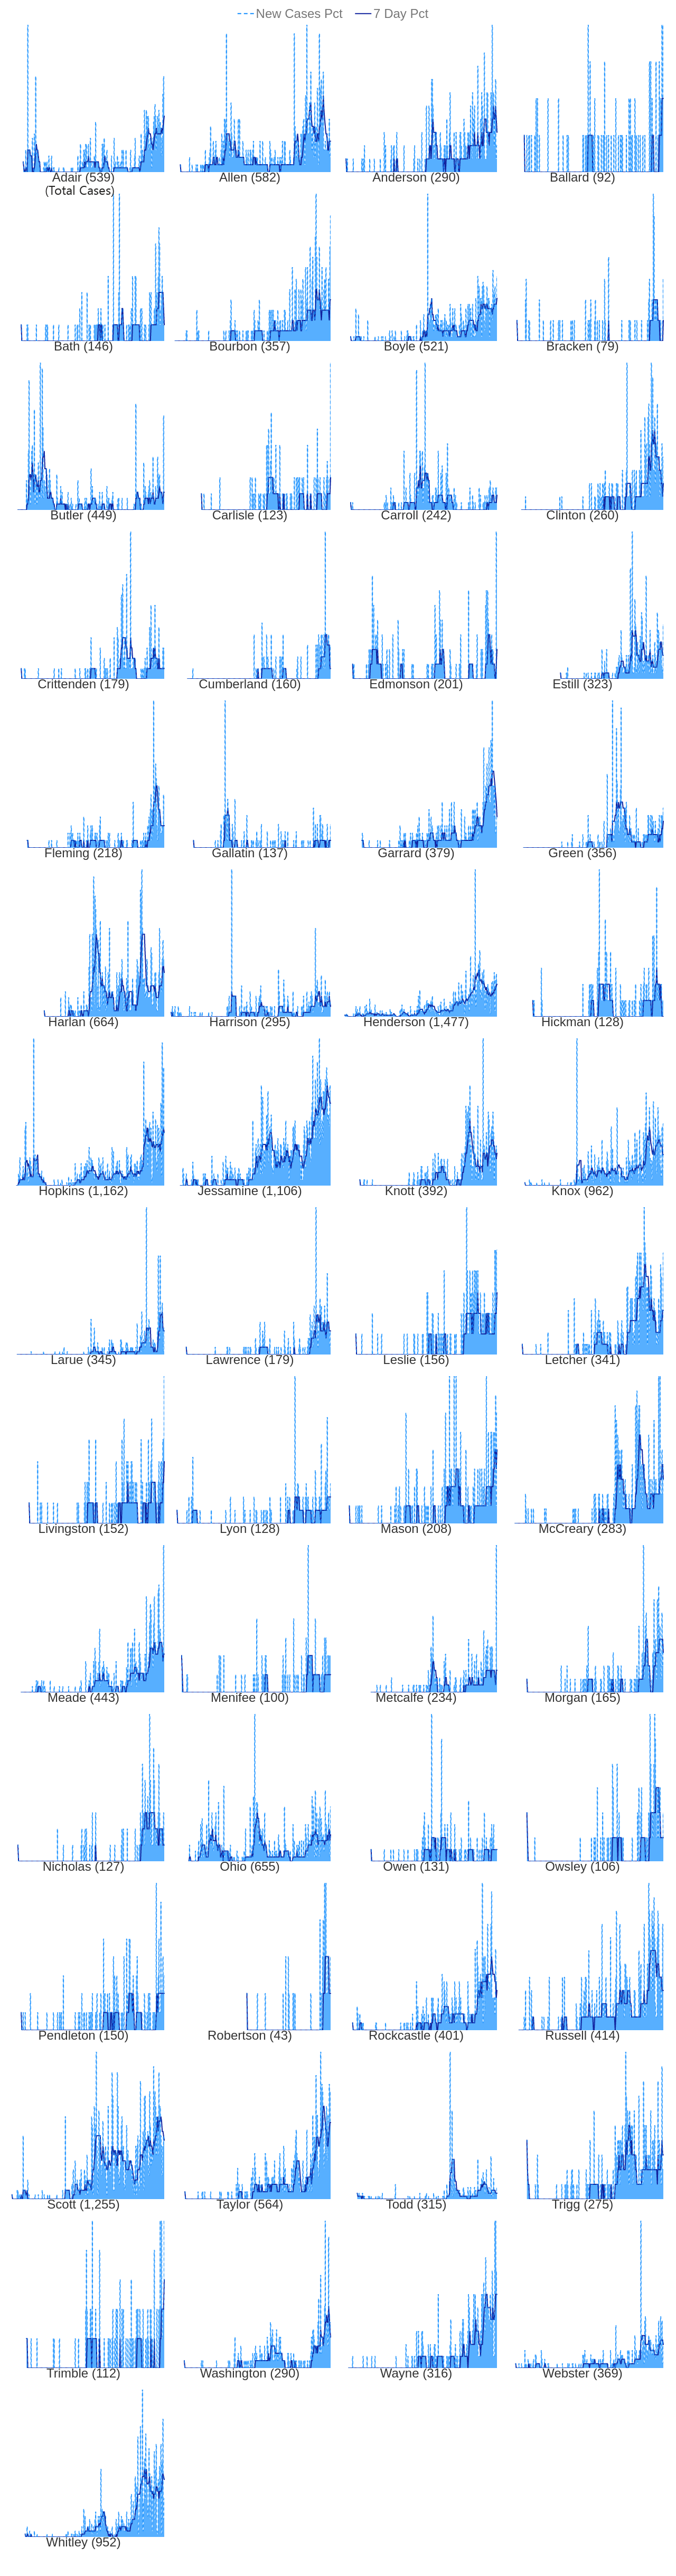 New Cases Pct 7 Day Pct
Adair (539) Allen (582) Anderson (290) Ballard (92)
(Total Cases)
Bath (146) Bourbon (357) Boyle (521) Bracken (79)
Butler (449) Carlisle (123) Carroll (242) Clinton (260)
Crittenden (179) Cumberland (160) Edmonson (201) Estill (323)
Fleming (218) Gallatin (137) Garrard (379) Green (356)
Harlan (664) Harrison (295) Henderson (1,477) Hickman (128)
Hopkins (1,162) Jessamine (1,106) Knott (392) Knox (962)
Larue (345) Lawrence (179) Leslie (156) Letcher (341)
Livingston (152) Lyon (128) Mason (208) McCreary (283)
Meade (443) Menifee (100) Metcalfe (234) Morgan (165)
Nicholas (127) Ohio (655) Owen (131) Owsley (106)
Pendleton (150) Robertson (43) Rockcastle (401) Russell (414)
Scott (1,255) Taylor (564) Todd (315) Trigg (275)
Trimble (112) Washington (290) Wayne (316) Webster (369)
Whitley (952)